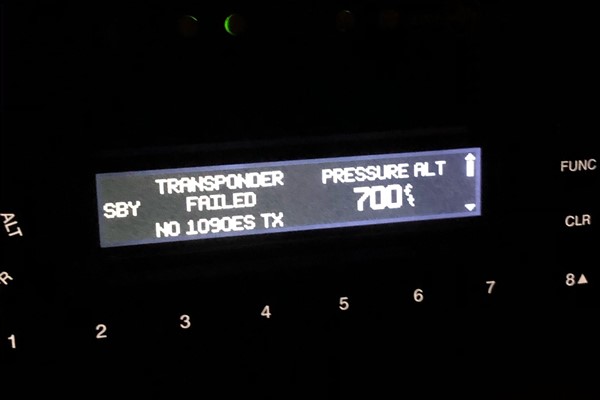 TRANSPONDER
FAILED
NO 1090ES TX
SBY
PRESSURE ALT
700
FUNC
CLR
ALT
R
1 2 3 4 5 6 7 8▲